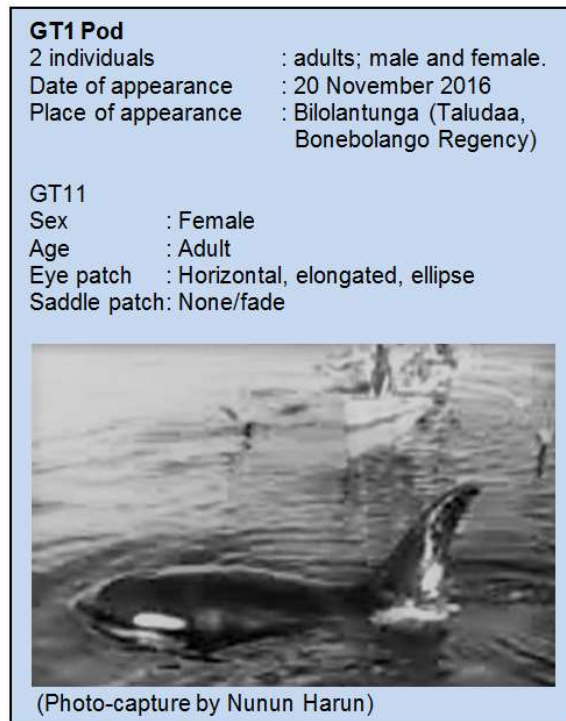 GT1 Pod
2 individuals : adults; male and female.
Date of appearance : 20 November 2016
Place of appearance : Bilolantunga (Taludaa,
Bonebolango Regency)
GT11
Sex : Female
Age : Adult
Eye patch : Horizontal, elongated, ellipse
Saddle patch: None/fade
(Photo-capture by Nunun Harun)